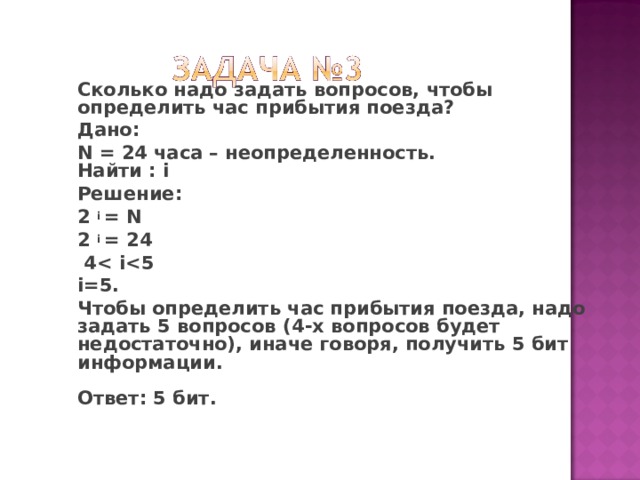 ЗАДАЧА №3
Сколько надо задать вопросов, чтобы
определить час прибытия поезда?
Дано:
N = 24 часа – неопределенность.
Найти : i
Решение:
2 i = N
2 i = 24
4< i<5
i=5.
Чтобы определить час прибытия поезда, надо
задать 5 вопросов (4-х вопросов будет
недостаточно), иначе говоря, получить 5 бит
информации.
Ответ: 5 бит.